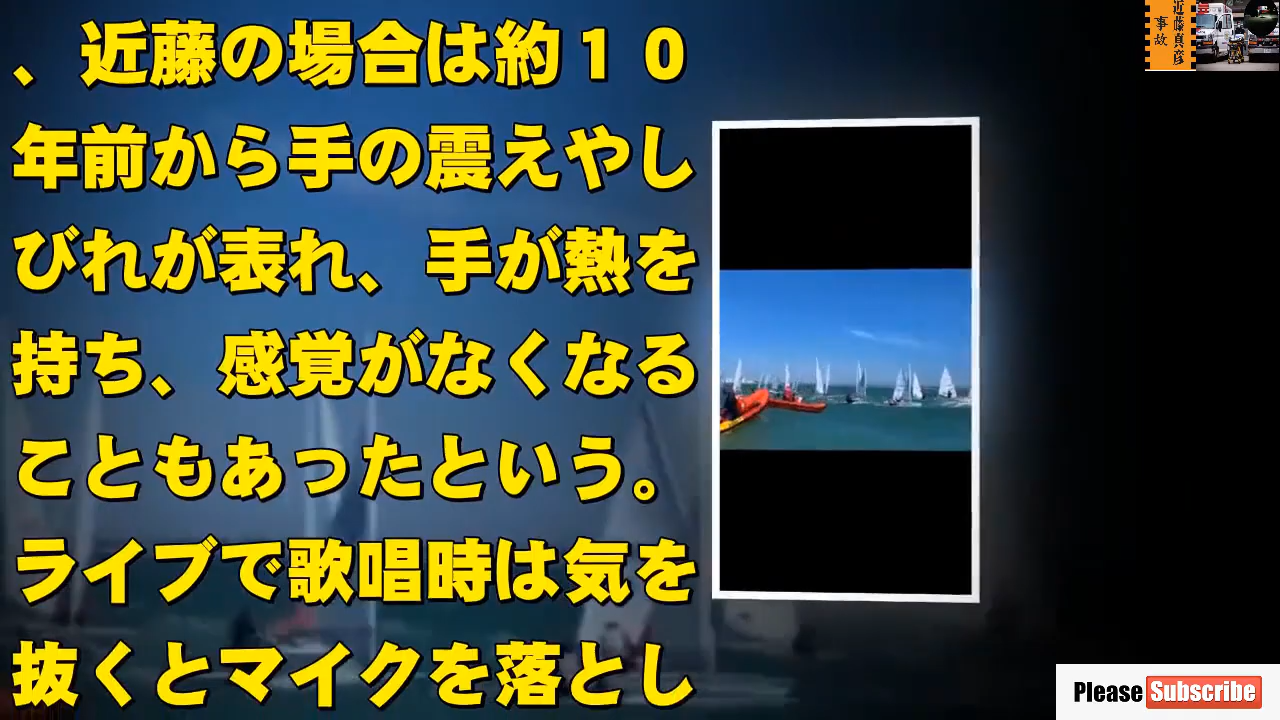 、近藤の場合は約１０
年前から手の震えやし
びれが表れ、手が熱を
持ち、感覚がなくなる
こともあったという。
ライブで歌唱時は気を
抜くとマイクを落とし
近藤真彦
事故
Please Subscribe